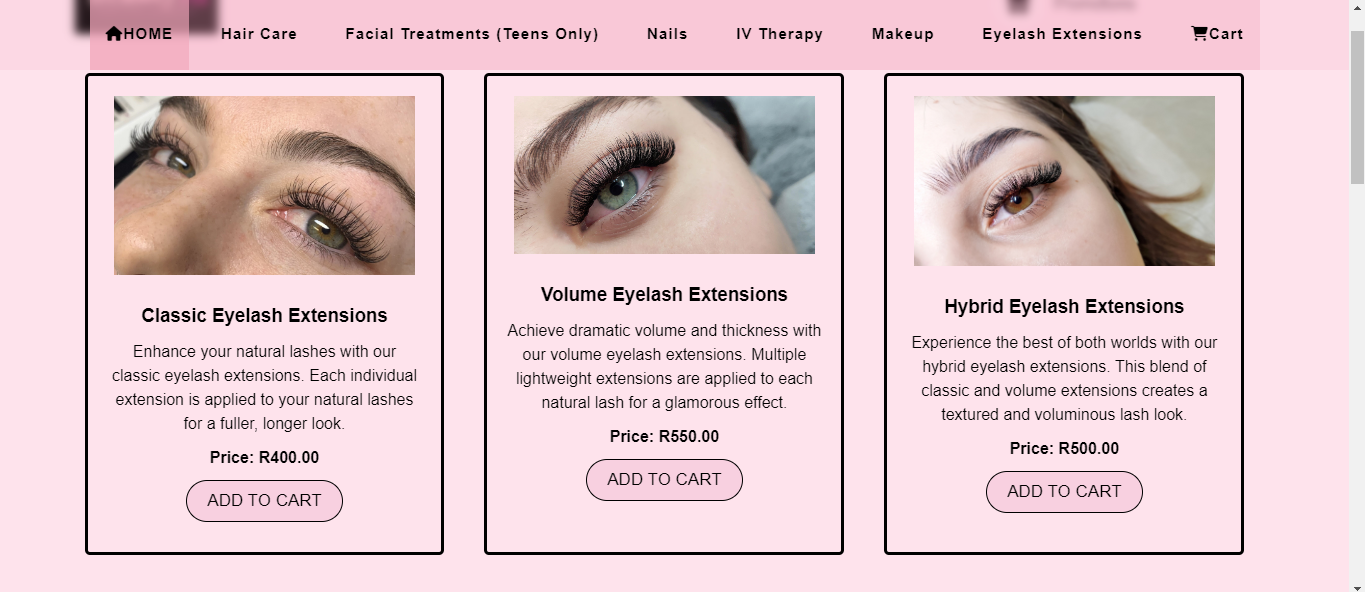 HOME Hair Care Facial Treatments (Teens Only) Nails IV Therapy Makeup Eyelash Extensions Cart
Classic Eyelash Extensions
Enhance your natural lashes with our
classic eyelash extensions. Each individual
extension is applied to your natural lashes
for a fuller, longer look.
Price: R400.00
ADD TO CART
Volume Eyelash Extensions
Achieve dramatic volume and thickness with
our volume eyelash extensions. Multiple
lightweight extensions are applied to each
natural lash for a glamorous effect.
Price: R550.00
ADD TO CART
Hybrid Eyelash Extensions
Experience the best of both worlds with our
hybrid eyelash extensions. This blend of
classic and volume extensions creates a
textured and voluminous lash look.
Price: R500.00
ADD TO CART